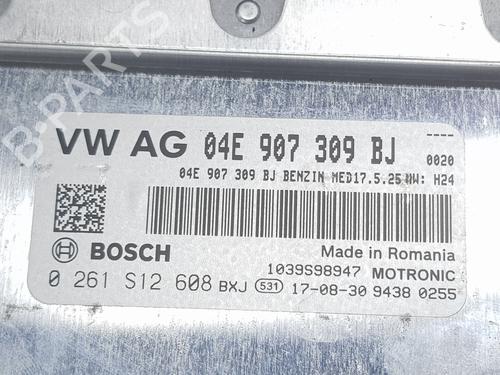 B-PARTS
----
VW AG 04E 907 309 BJ 0020
04E 907 309 BJ BENZIN MED17.5.25 HW: H24
BOSCH
Made in Romania
1039S98947 MOTRONIC
0 261 S12 608 BXJ 531 17-08-30 9438 0255